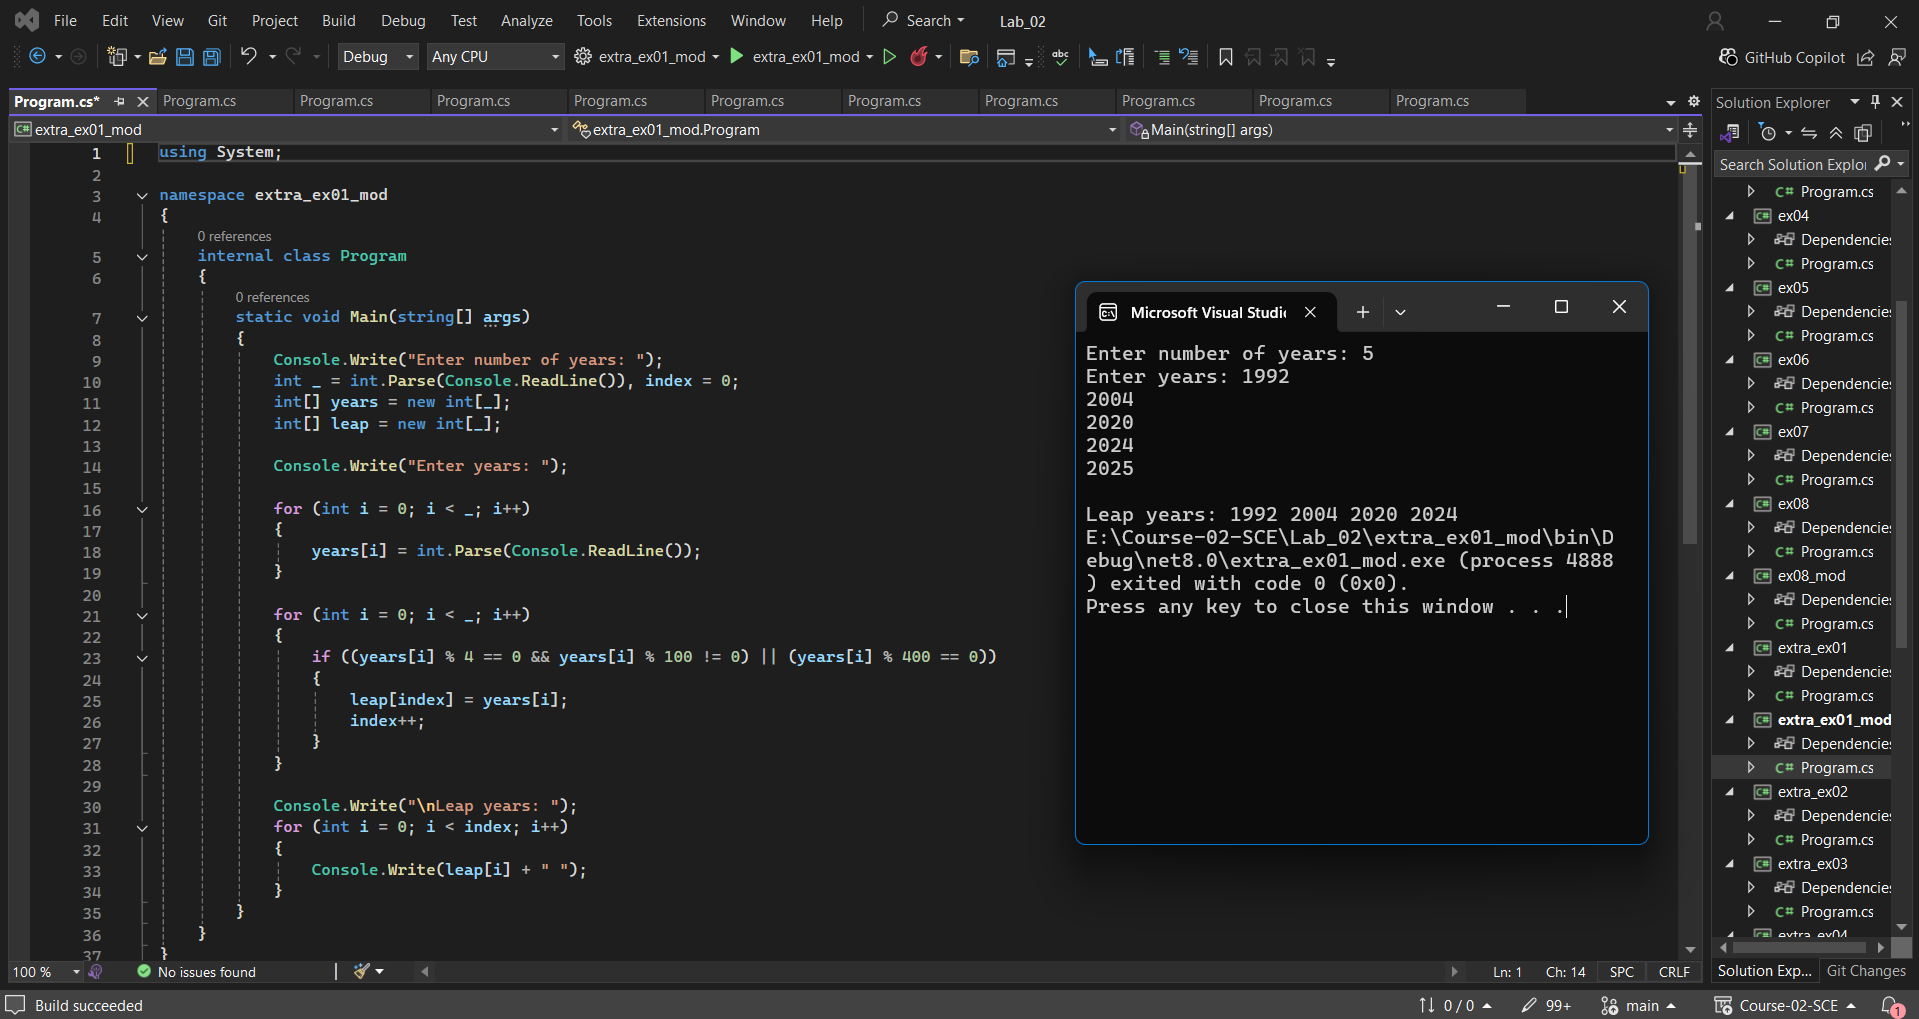 File Edit View Git Project Build Debug Test Analyze Tools Extensions Window Help Search Lab_02
Debug Any CPU extra_ex01_mod extra_ex01_mod abc GitHub Copilot
Program.cs* Program.cs Program.cs Program.cs Program.cs Program.cs Program.cs Program.cs Program.cs Program.cs Program.cs
C# extra_ex01_mod extra_ex01_mod.Program Main(string[] args)
1 using System;
2
3 namespace extra_ex01_mod
4 {
0 references
5 internal class Program
6 {
0 references
7 static void Main(string[] args)
8 {
9 Console.Write("Enter number of years: ");
10 int _ = int.Parse(Console.ReadLine()), index = 0;
11 int[] years = new int[_];
12 int[] leap = new int[_];
13
14 Console.Write("Enter years: ");
15
16 for (int i = 0; i < _; i++)
17 {
18 years[i] = int.Parse(Console.ReadLine());
19 }
20
21 for (int i = 0; i < _; i++)
22 {
23 if ((years[i] % 4 == 0 && years[i] % 100 != 0) || (years[i] % 400 == 0))
24 {
25 leap[index] = years[i];
26 index++;
27 }
28 }
29
30 Console.Write("\nLeap years: ");
31 for (int i = 0; i < index; i++)
32 {
33 Console.Write(leap[i] + " ");
34 }
35 }
36 }
37 }
Microsoft Visual Studi
Enter number of years: 5
Enter years: 1992
2004
2020
2024
2025
Leap years: 1992 2004 2020 2024
E:\Course-02-SCE\Lab_02\extra_ex01_mod\bin\D
ebug\net8.0\extra_ex01_mod.exe (process 4888
) exited with code 0 (0x0).
Press any key to close this window . . .
Solution Explorer
Search Solution Explo
C# Program.cs
C# ex04
Dependencies
C# Program.cs
C# ex05
Dependencies
C# Program.cs
C# ex06
Dependencies
C# Program.cs
C# ex07
Dependencies
C# Program.cs
C# ex08
Dependencies
C# Program.cs
C# ex08_mod
Dependencies
C# Program.cs
C# extra_ex01
Dependencies
C# Program.cs
C# extra_ex01_mod
Dependencies
C# Program.cs
C# extra_ex02
Dependencies
C# Program.cs
C# extra_ex03
Dependencies
C# Program.cs
extra_ex04
100 % No issues found Ln: 1 Ch: 14 SPC CRLF
Solution Exp... Git Changes
Build succeeded 0 / 0 99+ main Course-02-SCE 1